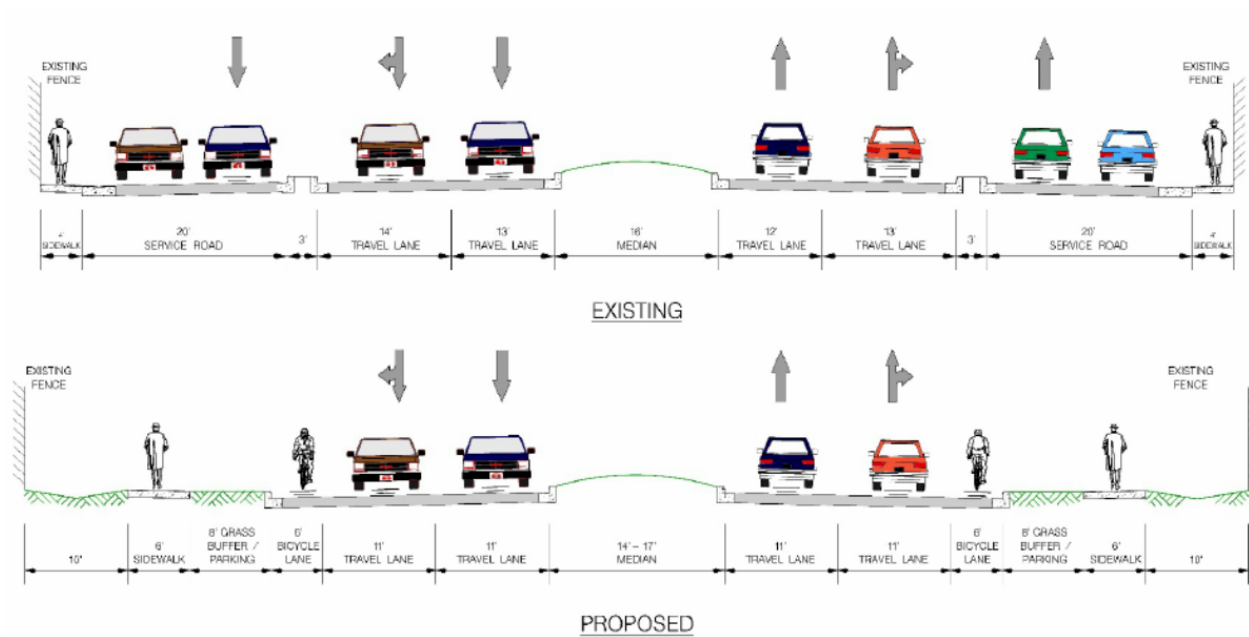 EXISTING
FENCE
EXISTING
FENCE
4'
SIDEWALK
20'
SERVICE ROAD
3'
14'
TRAVEL LANE
13'
TRAVEL LANE
16'
MEDIAN
12'
TRAVEL LANE
13'
TRAVEL LANE
3'
20'
SERVICE ROAD
4'
SIDEWALK
EXISTING
EXISTING
FENCE
EXISTING
FENCE
10'
6'
SIDEWALK
8' GRASS
BUFFER /
PARKING
BICYCLE
LANE
11'
TRAVEL LANE
11'
TRAVEL LANE
14' - 17'
MEDIAN
11'
TRAVEL LANE
11'
TRAVEL LANE
BICYCLE
LANE
8' GRASS
BUFFER /
PARKING
6'
SIDEWALK
10'
PROPOSED